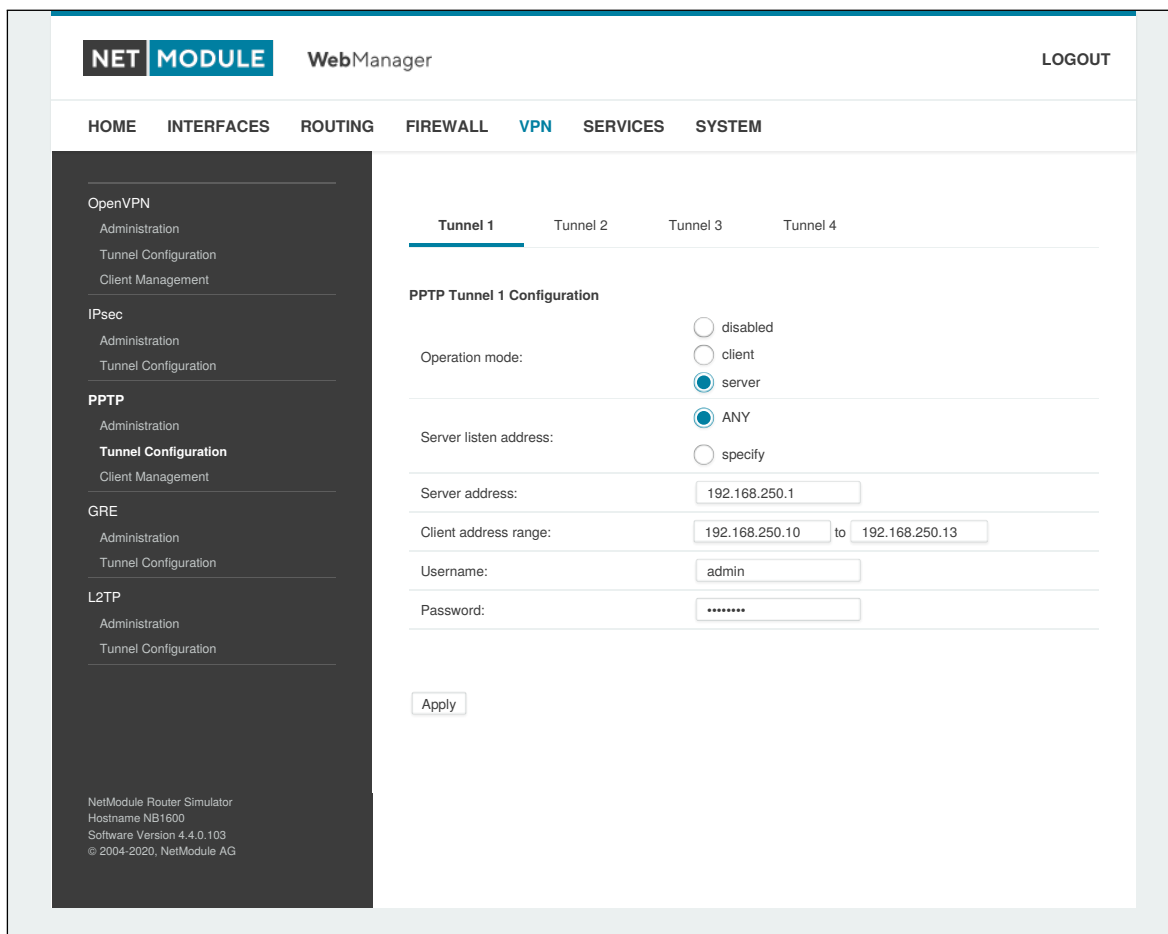 NET MODULE WebManager LOGOUT
HOME INTERFACES ROUTING FIREWALL VPN SERVICES SYSTEM
OpenVPN
Administration
Tunnel Configuration
Client Management
IPsec
Administration
Tunnel Configuration
PPTP
Administration
Tunnel Configuration
Client Management
GRE
Administration
Tunnel Configuration
L2TP
Administration
Tunnel Configuration
NetModule Router Simulator
Hostname NB1600
Software Version 4.4.0.103
© 2004-2020, NetModule AG
Tunnel 1 Tunnel 2 Tunnel 3 Tunnel 4
PPTP Tunnel 1 Configuration
Operation mode:
disabled
client
server
Server listen address:
ANY
specify
Server address: 192.168.250.1
Client address range: 192.168.250.10 to 192.168.250.13
Username: admin
Password: ••••••••
Apply